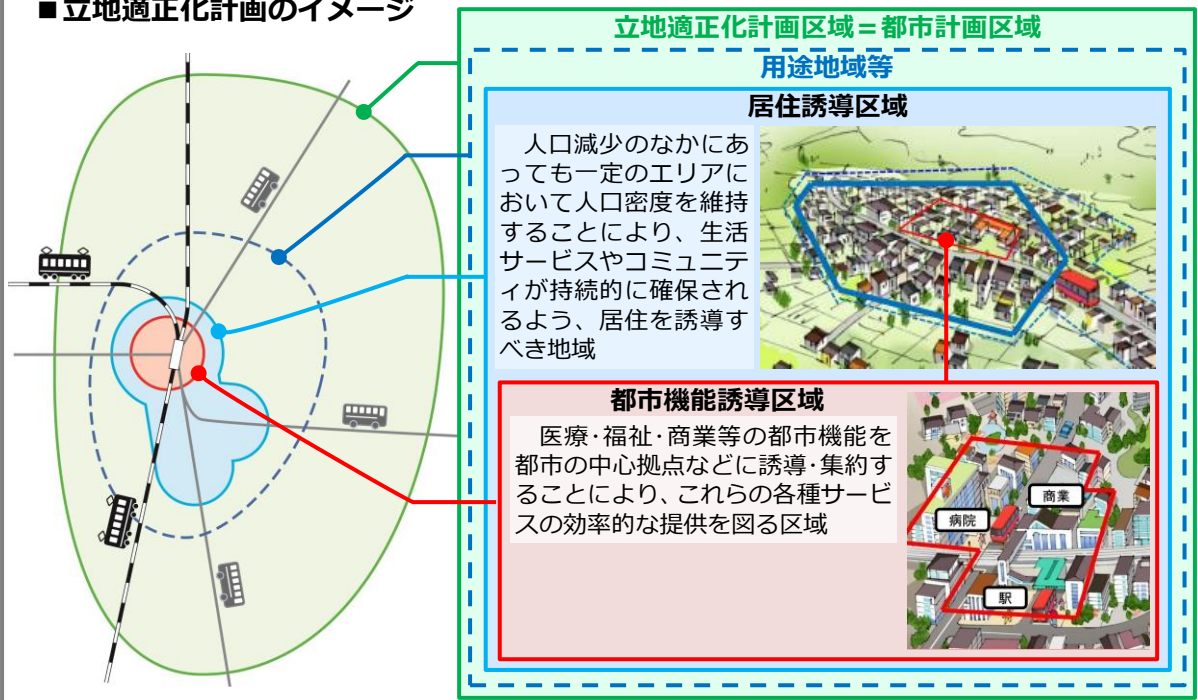 ■立地適正化計画のイメージ
立地適正化計画区域＝都市計画区域
用途地域等
居住誘導区域
人口減少のなかにあ
っても一定のエリアに
おいて人口密度を維持
することにより、生活
サービスやコミュニテ
ィが持続的に確保され
るよう、居住を誘導す
べき地域
都市機能誘導区域
医療・福祉・商業等の都市機能を
都市の中心拠点などに誘導・集約す
ることにより、これらの各種サービ
スの効率的な提供を図る区域
商業
病院
駅